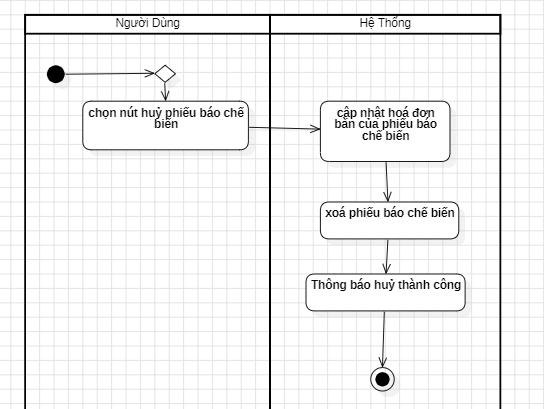 Người Dùng
Hệ Thống
chọn nút huỷ phiếu báo chế
biến
cập nhật hoá đơn
bán của phiếu báo
chế biến
xoá phiếu báo chế biến
Thông báo huỷ thành công